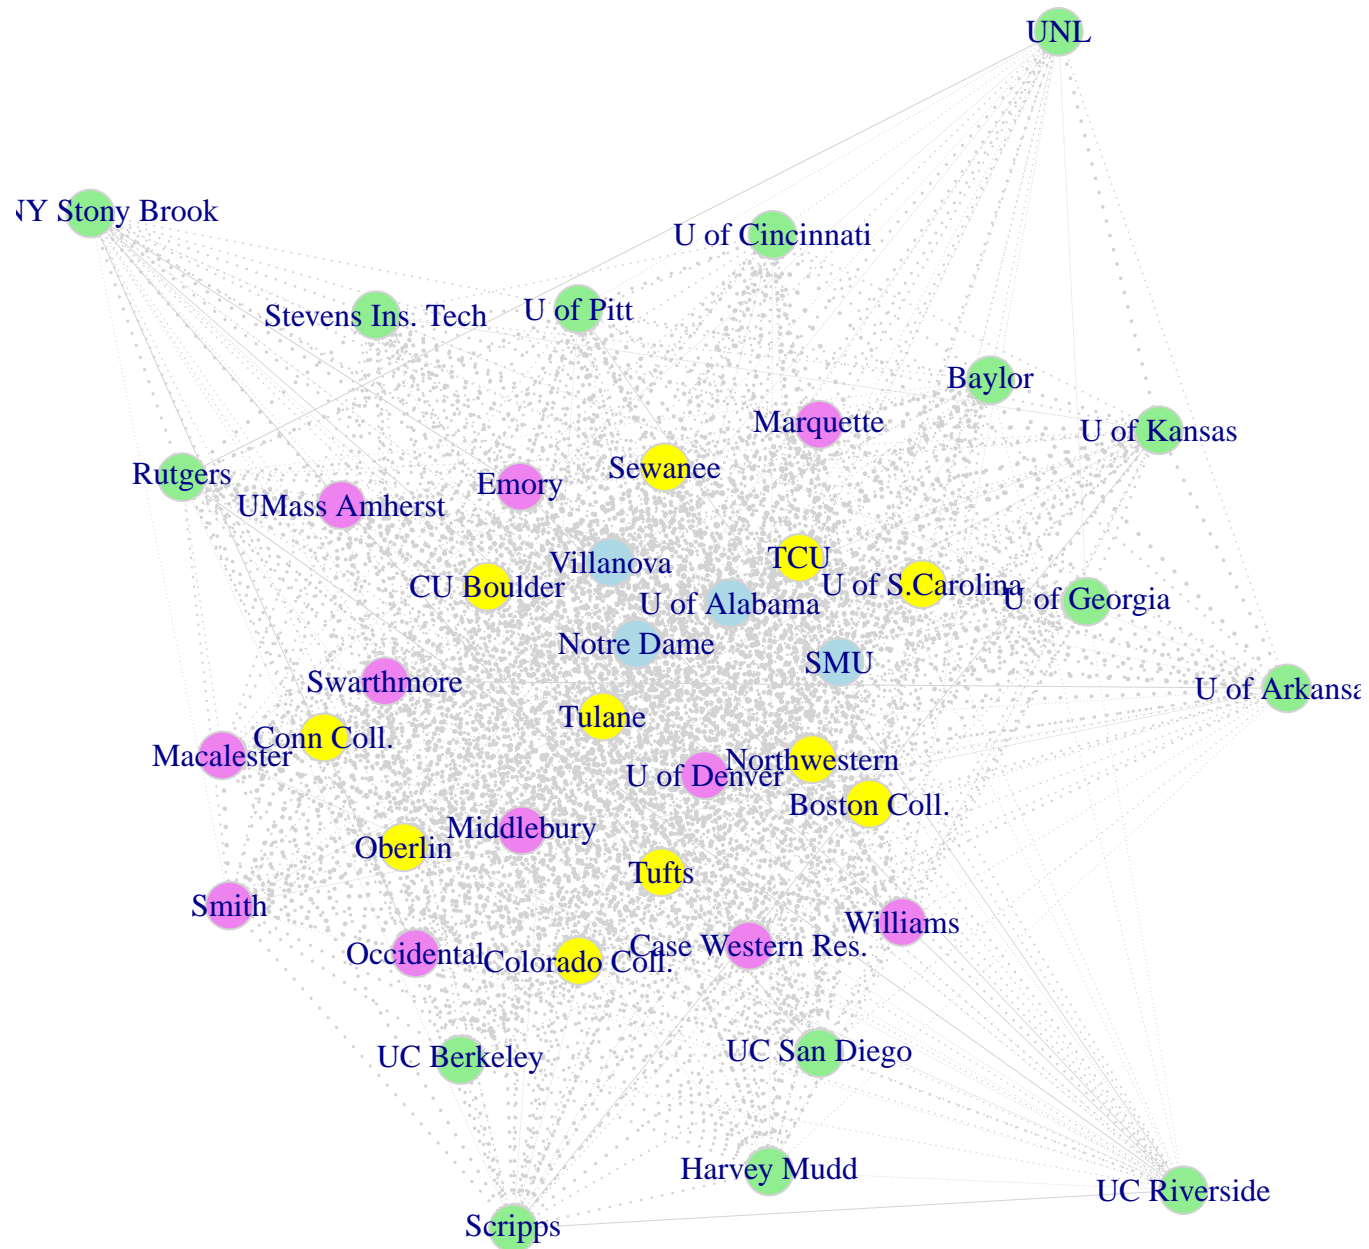 UNL
NY Stony Brook
U of Cincinnati
Stevens Ins. Tech
U of Pitt
Baylor
Marquette
U of Kansas
Sewanee
Rutgers
Emory
UMass Amherst
Villanova
TCU
CU Boulder
U of S.Carolina
U of Alabama
U of Georgia
Notre Dame
SMU
Swarthmore
U of Arkansa
Tulane
Conn Coll.
Macalester
Northwestern
U of Denver
Boston Coll.
Middlebury
Oberlin
Tufts
Smith
Williams
Case Western Res.
Occidental
Colorado Coll.
UC San Diego
UC Berkeley
Harvey Mudd
UC Riverside
Scripps